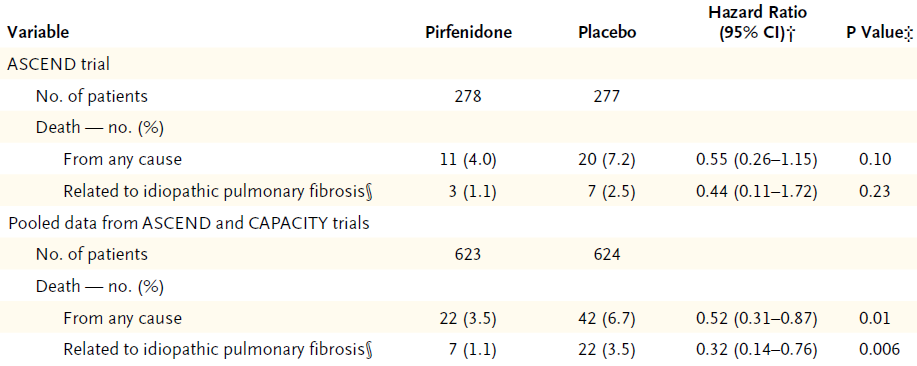 Variable Pirfenidone Placebo Hazard Ratio (95% CI)† P Value‡
ASCEND trial
No. of patients 278 277
Death — no. (%)
From any cause 11 (4.0) 20 (7.2) 0.55 (0.26–1.15) 0.10
Related to idiopathic pulmonary fibrosis§ 3 (1.1) 7 (2.5) 0.44 (0.11–1.72) 0.23
Pooled data from ASCEND and CAPACITY trials
No. of patients 623 624
Death — no. (%)
From any cause 22 (3.5) 42 (6.7) 0.52 (0.31–0.87) 0.01
Related to idiopathic pulmonary fibrosis§ 7 (1.1) 22 (3.5) 0.32 (0.14–0.76) 0.006